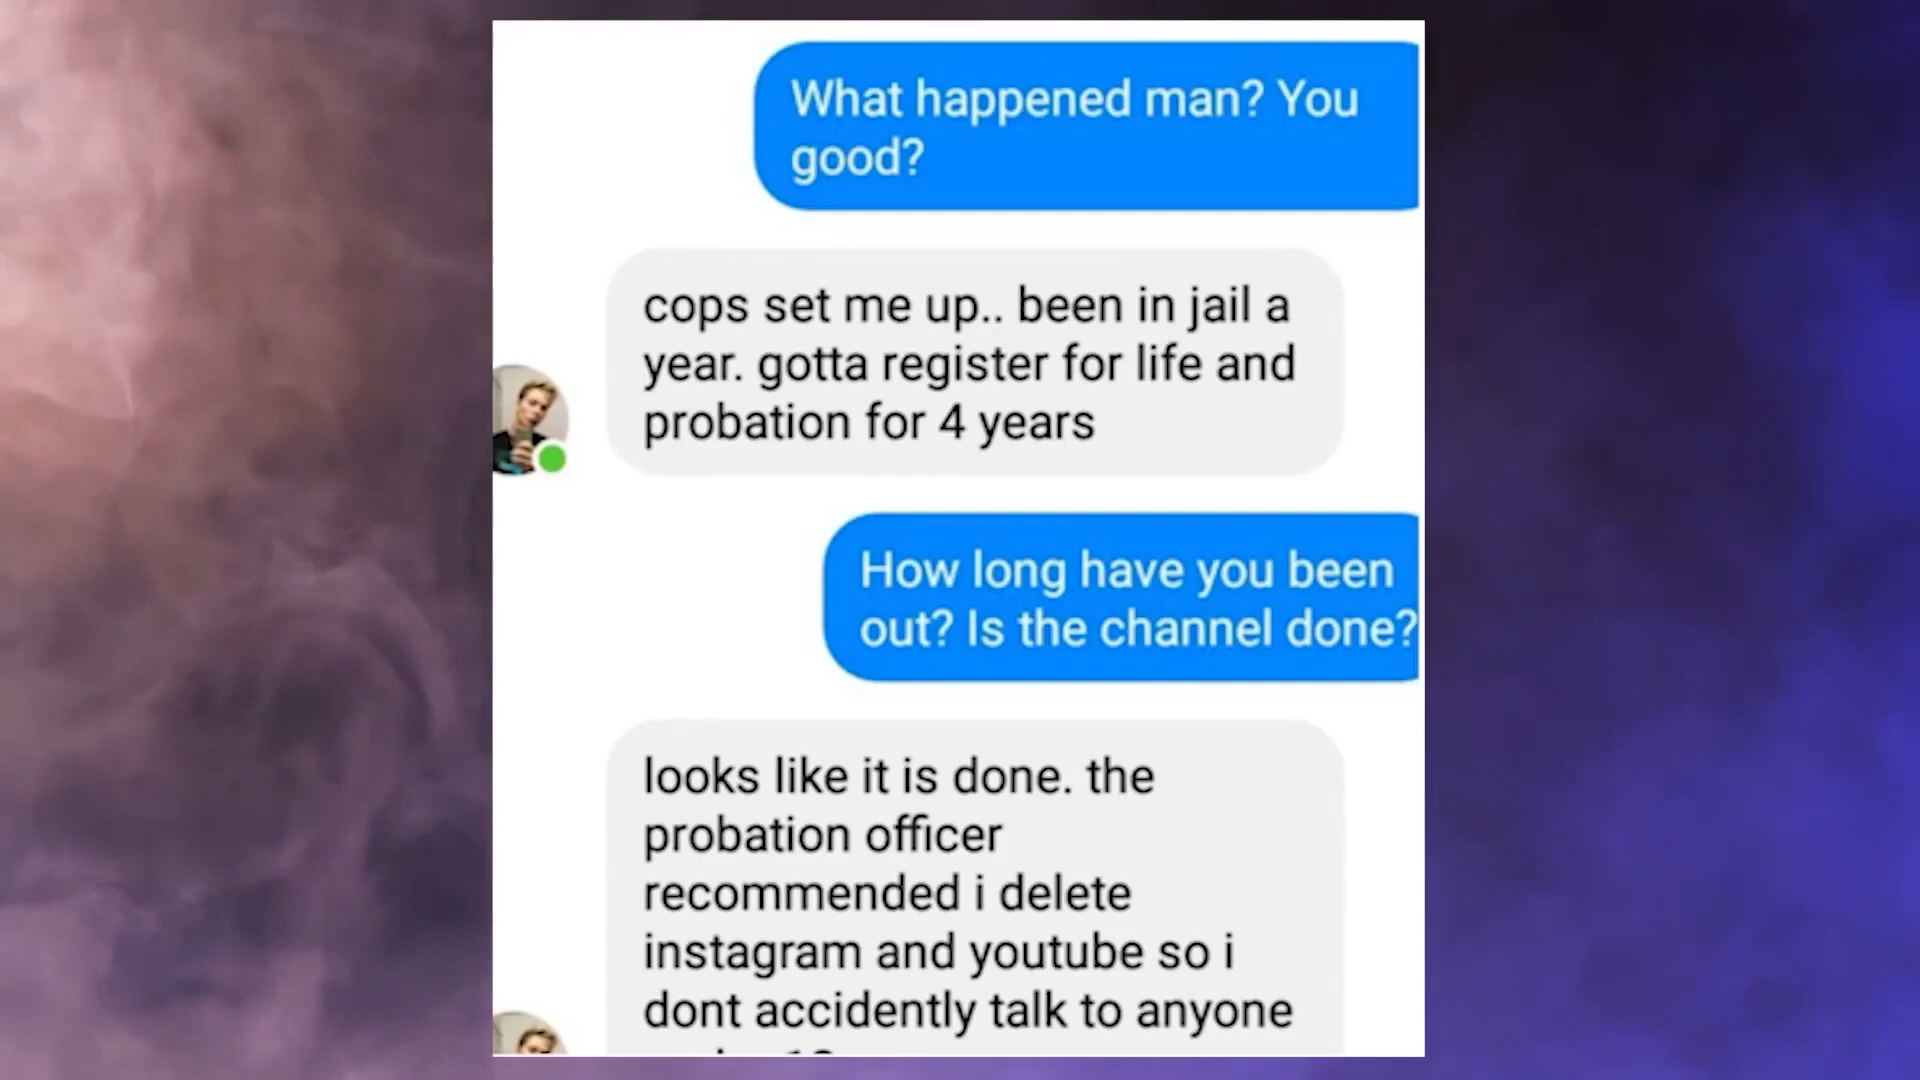 What happened man? You
good?
cops set me up.. been in jail a
year. gotta register for life and
probation for 4 years
How long have you been
out? Is the channel done?
looks like it is done. the
probation officer
recommended i delete
instagram and youtube so i
dont accidently talk to anyone